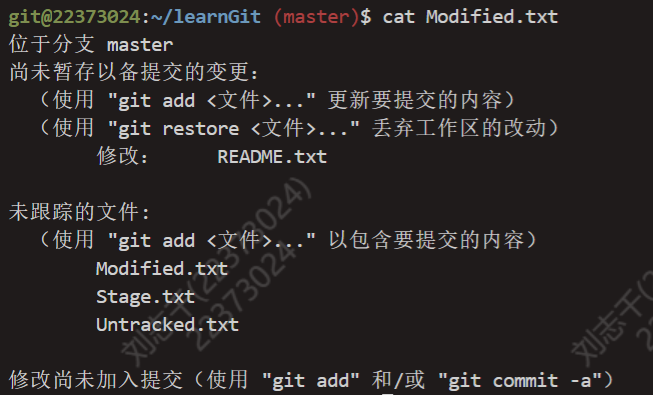 git@22373024:~/learnGit (master)$ cat Modified.txt
位于分支 master
尚未暂存以备提交的变更:
（使用 "git add <文件>..." 更新要提交的内容）
（使用 "git restore <文件>..." 丢弃工作区的改动）
修改:      README.txt
未跟踪的文件:
（使用 "git add <文件>..." 以包含要提交的内容）
Modified.txt
Stage.txt
Untracked.txt
修改尚未加入提交（使用 "git add" 和/或 "git commit -a"）
刘志千(22373024)
22373024
刘志千(2
22